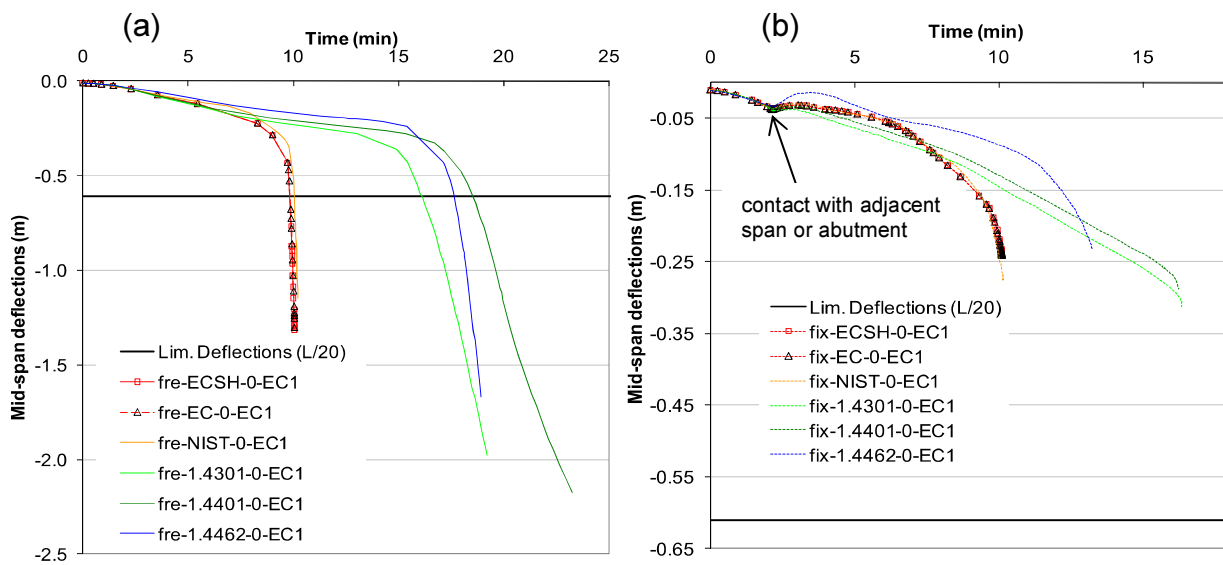 (a)
Time (min)
0 5 10 15 20 25
0.0
-0.5
-1.0
-1.5
-2.0
-2.5
Mid-span deflections (m)
Lim. Deflections (L/20)
fre-ECSH-0-EC1
fre-EC-0-EC1
fre-NIST-0-EC1
fre-1.4301-0-EC1
fre-1.4401-0-EC1
fre-1.4462-0-EC1
(b)
Time (min)
0 5 10 15
-0.05
-0.15
-0.25
-0.35
-0.45
-0.55
-0.65
Mid-span deflections (m)
contact with adjacent
span or abutment
Lim. Deflections (L/20)
fix-ECSH-0-EC1
fix-EC-0-EC1
fix-NIST-0-EC1
fix-1.4301-0-EC1
fix-1.4401-0-EC1
fix-1.4462-0-EC1